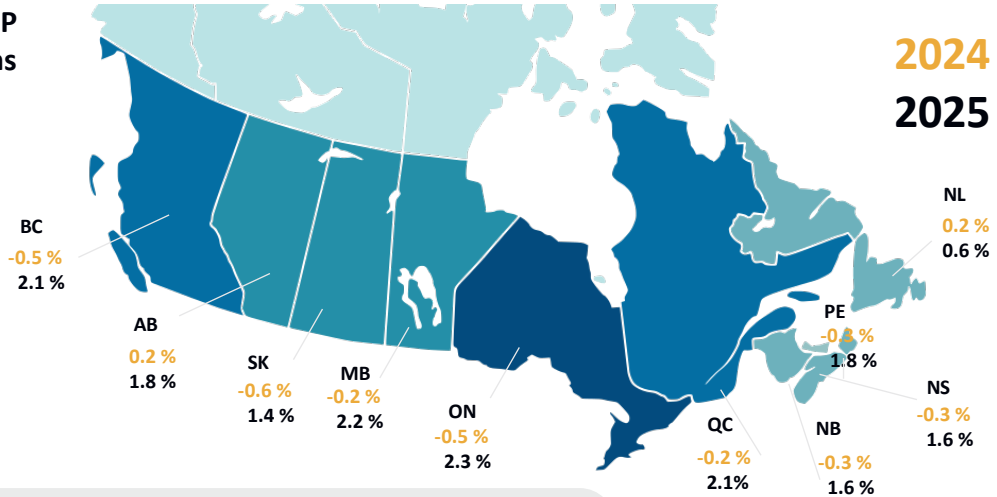 P
ns
2024
2025
NL
0.2 %
0.6 %
BC
-0.5 %
2.1 %
AB
0.2 %
1.8 %
SK
-0.6 %
1.4 %
MB
-0.2 %
2.2 %
ON
-0.5 %
2.3 %
QC
-0.2 %
2.1%
NB
-0.3 %
1.6 %
PE
-0.3 %
1.8 %
NS
-0.3 %
1.6 %